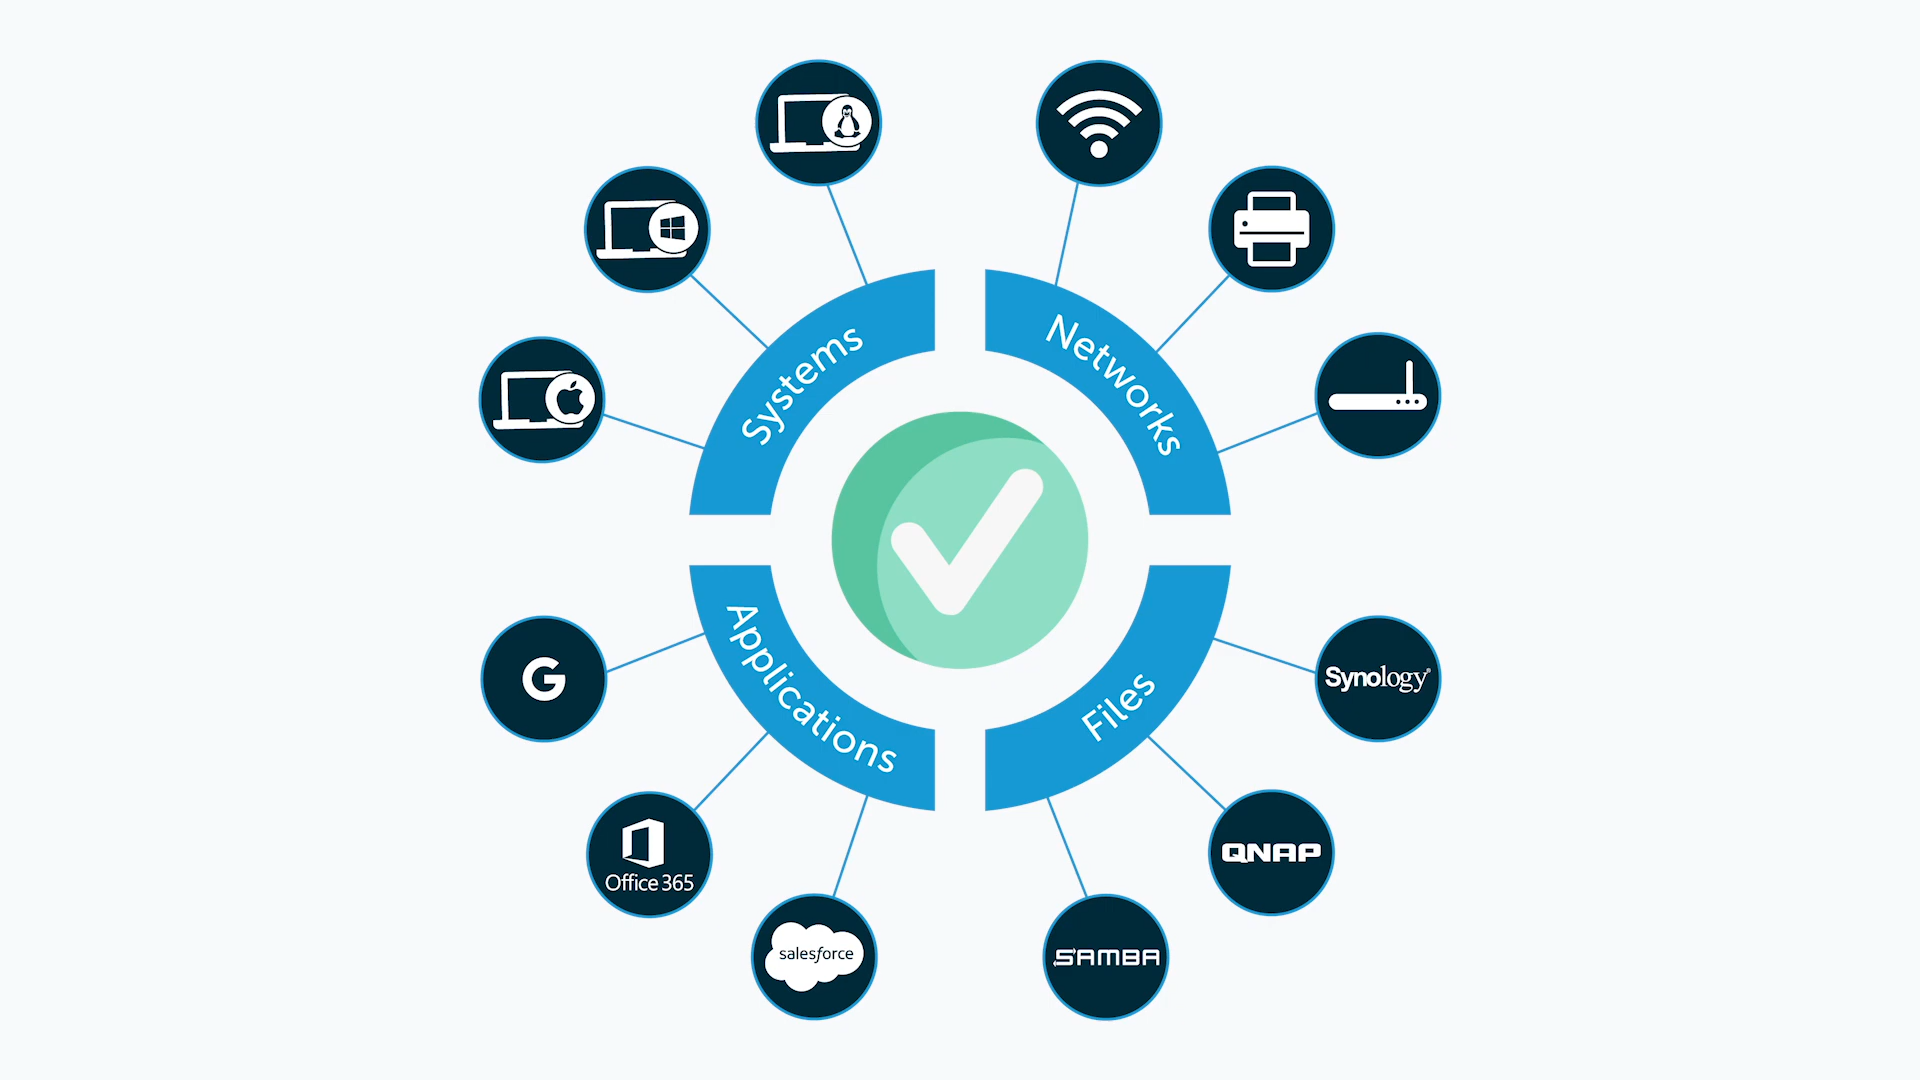 Systems
Networks
Applications
Files
G
Office 365
salesforce
Synology®
QNAP
SAMBA